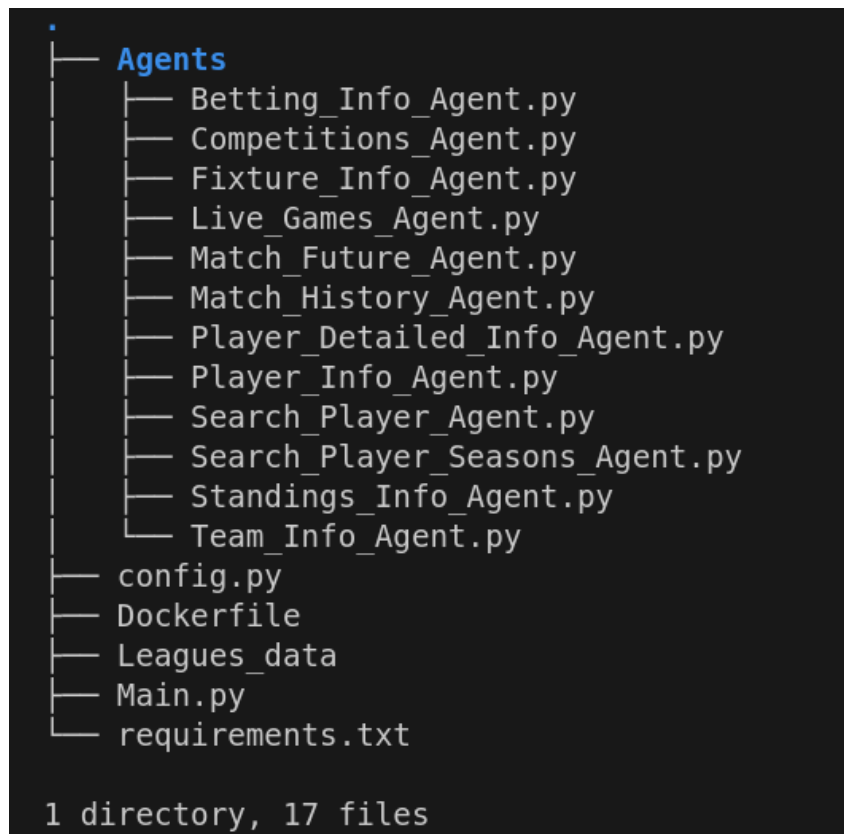 .
├── Agents
│   ├── Betting_Info_Agent.py
│   ├── Competitions_Agent.py
│   ├── Fixture_Info_Agent.py
│   ├── Live_Games_Agent.py
│   ├── Match_Future_Agent.py
│   ├── Match_History_Agent.py
│   ├── Player_Detailed_Info_Agent.py
│   ├── Player_Info_Agent.py
│   ├── Search_Player_Agent.py
│   ├── Search_Player_Seasons_Agent.py
│   ├── Standings_Info_Agent.py
│   └── Team_Info_Agent.py
├── config.py
├── Dockerfile
├── Leagues_data
├── Main.py
└── requirements.txt

1 directory, 17 files